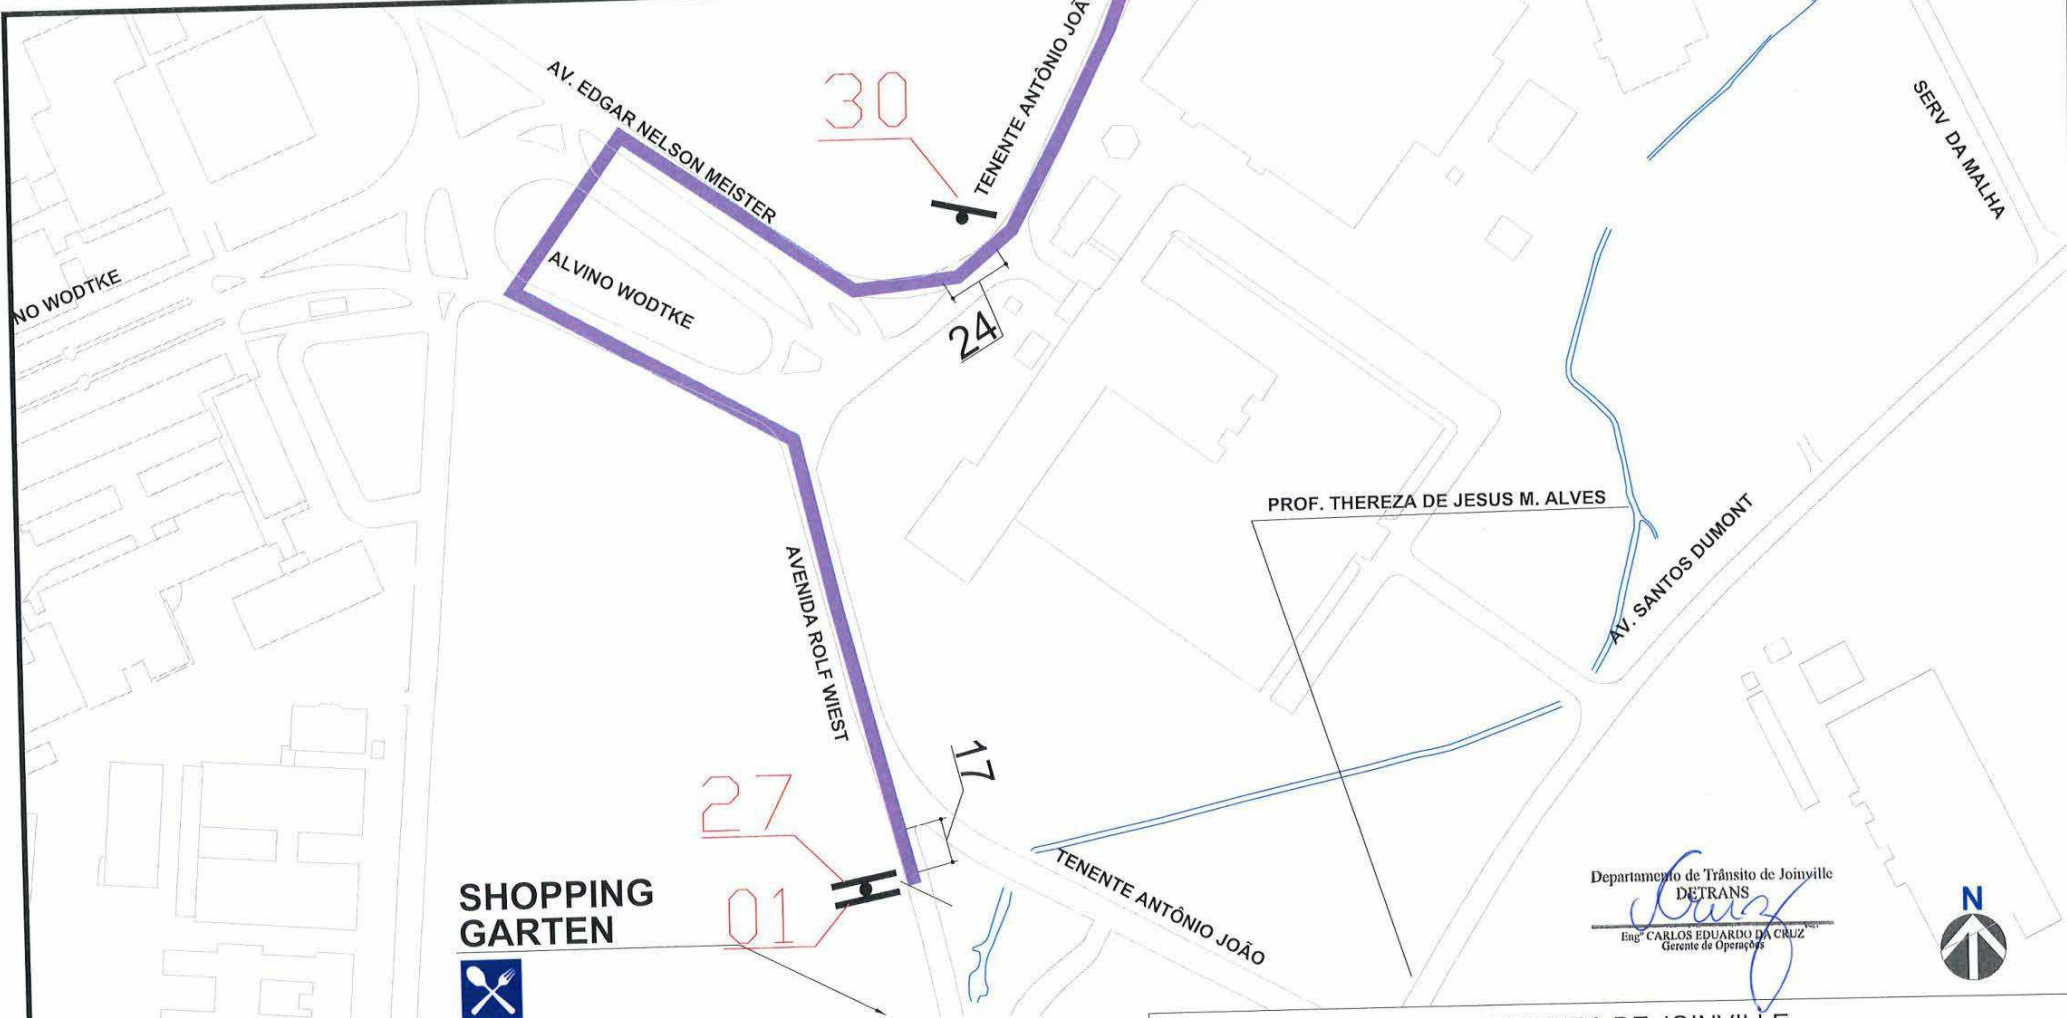 TENENTE ANTÔNIO JOÃ
AV. EDGAR NELSON MEISTER
30
SERV DA MALHA
ALVINO WODTKE
NO WODTKE
24
PROF. THEREZA DE JESUS M. ALVES
AV. SANTOS DUMONT
AVENIDA ROLF WIEST
17
27
01
SHOPPING
GARTEN
TENENTE ANTÔNIO JOÃO
Departamento de Trânsito de Joinville
DETRANS
Engº CARLOS EDUARDO DA CRUZ
Gerente de Operações
N
DE JOINVILLE